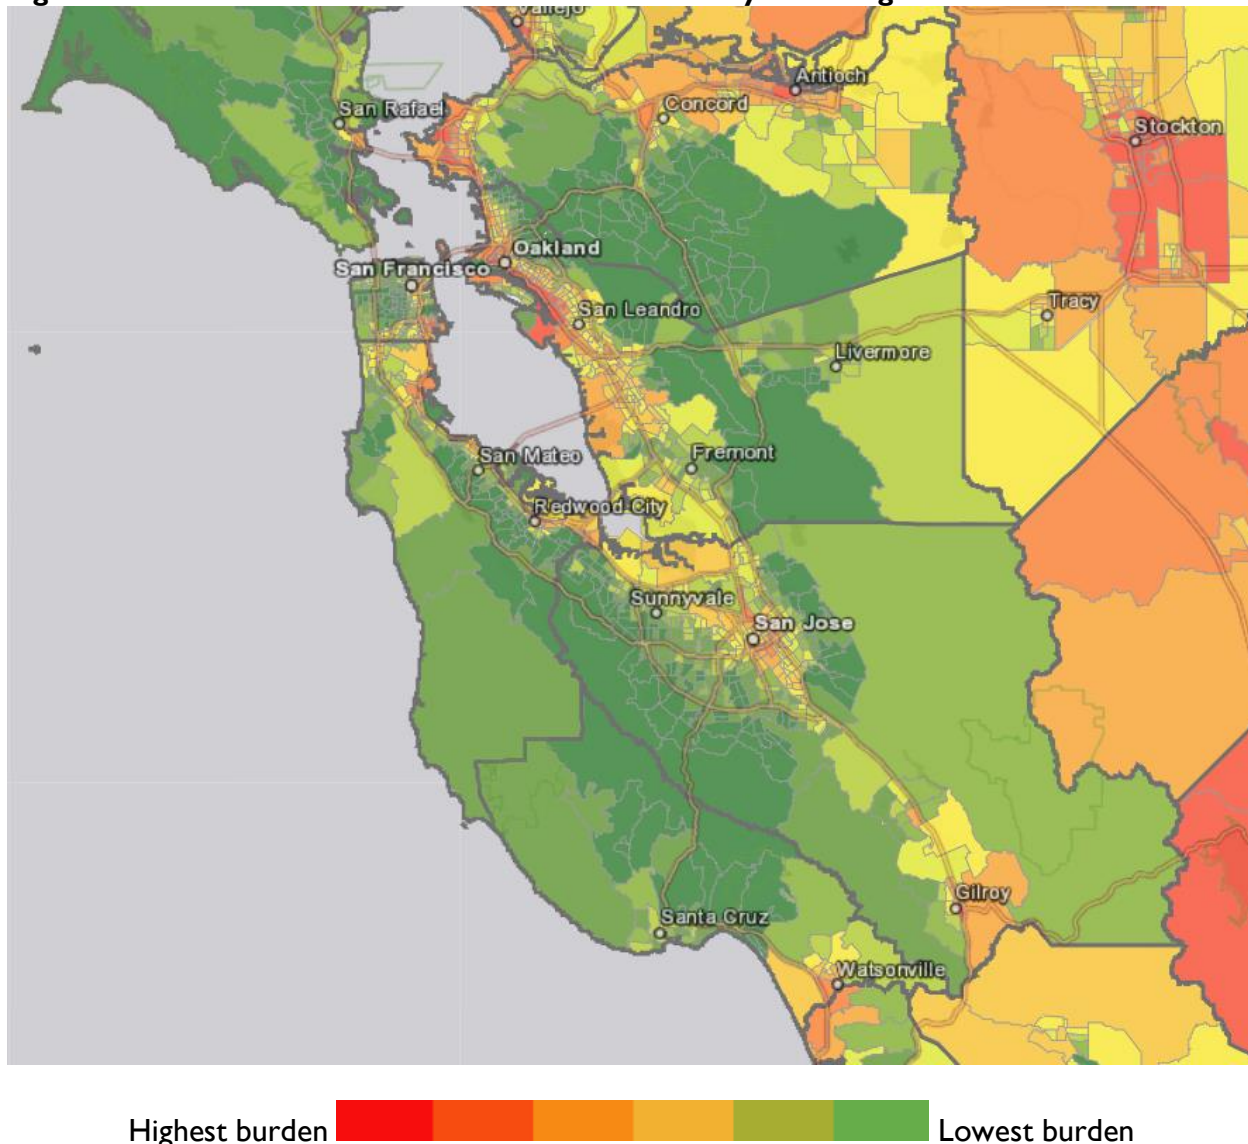 Vallejo
Antioch
Concord
San Rafael
Stockton
Oakland
San Francisco
Tracy
San Leandro
Livermore
Fremont
San Mateo
Redwood City
Sunnyvale
San Jose
Gilroy
Santa Cruz
Watsonville
Highest burden Lowest burden